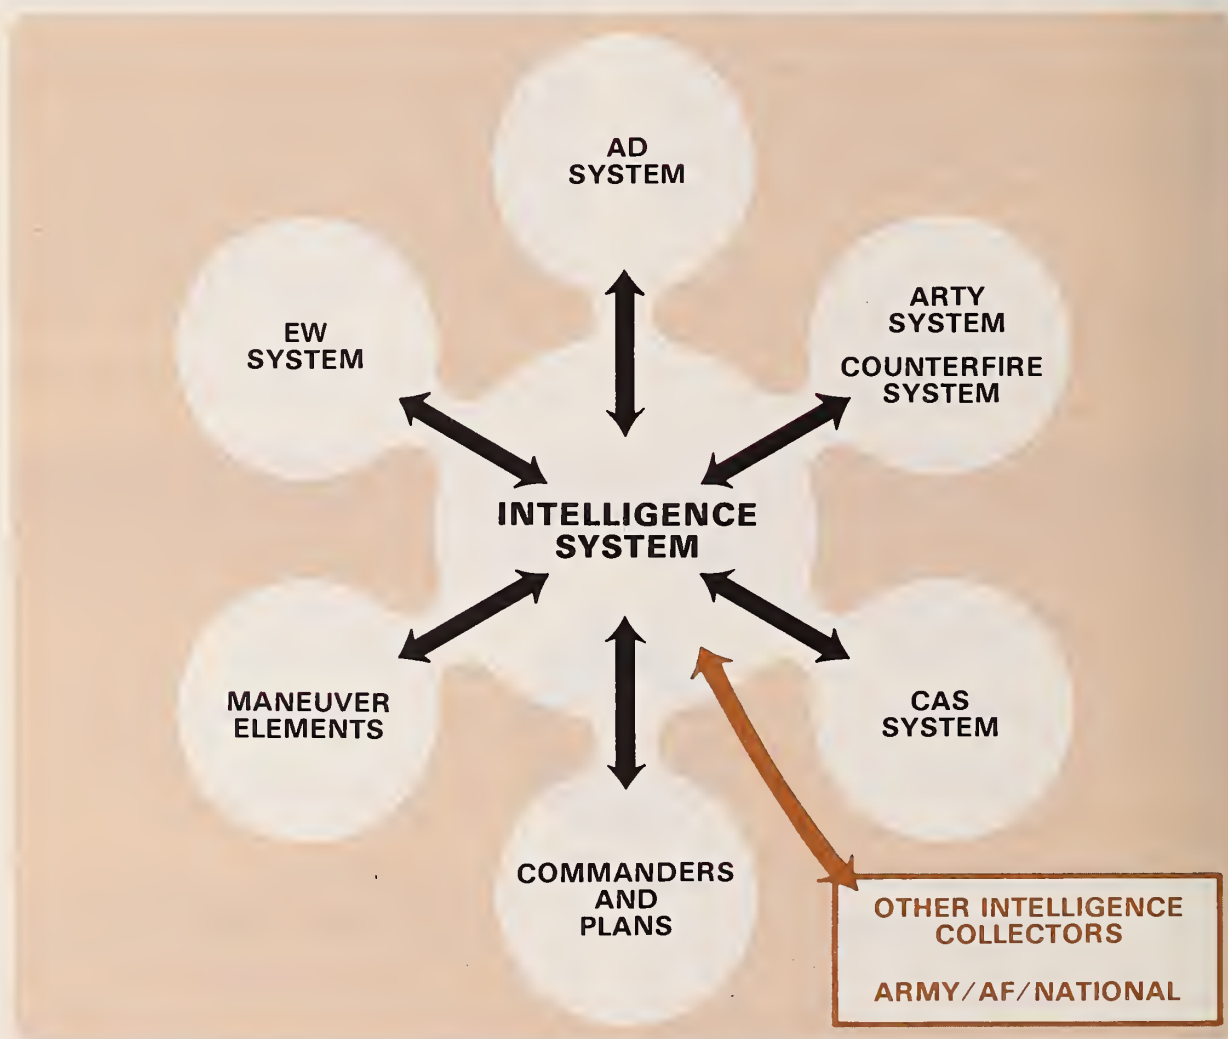 AD
SYSTEM
EW
SYSTEM
ARTY
SYSTEM
COUNTERFIRE
SYSTEM
INTELLIGENCE
SYSTEM
MANEUVER
ELEMENTS
CAS
SYSTEM
COMMANDERS
AND
PLANS
OTHER INTELLIGENCE
COLLECTORS
ARMY/AF/NATIONAL